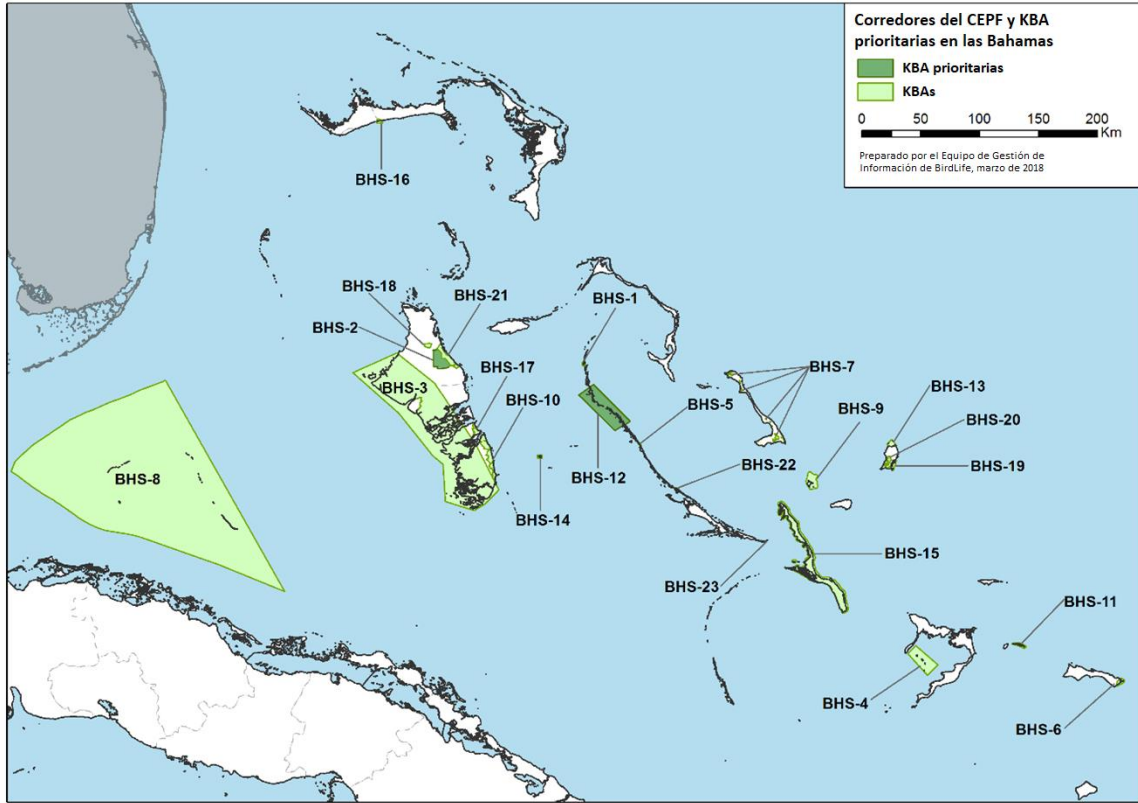 Corredores del CEPF y KBA
prioritarias en las Bahamas
KBA prioritarias
KBAs
0 50 100 150 200
Km
Preparado por el Equipo de Gestión de
Información de BirdLife, marzo de 2018
BHS-16
BHS-18
BHS-21
BHS-1
BHS-2
BHS-17
BHS-7
BHS-13
BHS-3
BHS-10
BHS-5
BHS-9
BHS-20
BHS-19
BHS-22
BHS-8
BHS-12
BHS-14
BHS-15
BHS-23
BHS-11
BHS-4
BHS-6